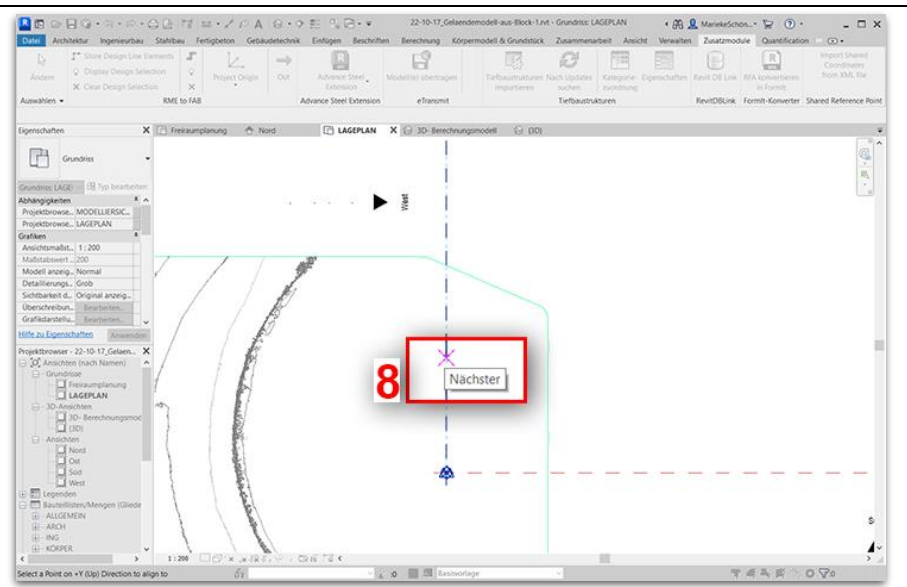 22-10-17_Gelaendemodell-aus-Block-1.rvt - Grundriss: LAGEPLAN
MariekeSchön...
Datei Architektur Ingenieurbau Stahlbau Fertigbeton Gebäudetechnik Einfügen Beschriften Berechnung Körpermodell & Grundstück Zusammenarbeit Ansicht Verwalten Zusatzmodule Quantification
Ändern
Store Design Line Elements
Display Design Selection
X Clear Design Selection
Project Origin
Out
Advance Steel Extension
Modell(e) übertragen
Tiefbaustrukturen importieren
Nach Updates suchen
Kategorie-zuordnung
Eigenschaften
Revit DB Link
RFA konvertieren in Formit
Import Shared Coordinates from XML file
Auswählen RME to FAB Advance Steel Extension eTransmit Tiefbaustrukturen RevitDBLink FormIt-Konverter Shared Reference Point
Eigenschaften X
Freiraumplanung Nord LAGEPLAN X 3D- Berechnungsmodell {3D}
Grundriss
Grundriss: LAGE Typ bearbeiten
Abhängigkeiten
Projektbrowse... MODELLIERSIC...
Projektbrowse... LAGEPLAN
Grafiken
Ansichtsmaßst... 1 : 200
Maßstabswert ... 200
Modell anzeig... Normal
Detaillierungs... Grob
Sichtbarkeit d... Original anzeig...
Überschreibun... Bearbeiten...
Grafikdarstellu... Bearbeiten...
Hilfe zu Eigenschaften Anwenden
Projektbrowser - 22-10-17_Gelaen... X
Ansichten (nach Namen)
Grundrisse
Freiraumplanung
LAGEPLAN
3D-Ansichten
3D- Berechnungsmod
{3D}
Ansichten
Nord
Ost
Süd
West
Legenden
Bauteillisten/Mengen (Gliede
ALLGEMEIN
ARCH
ING
KÖRPER
West
8
Nächster
1 : 200
Select a Point on +Y (Up) Direction to align to
:0
Basisvorlage
:0